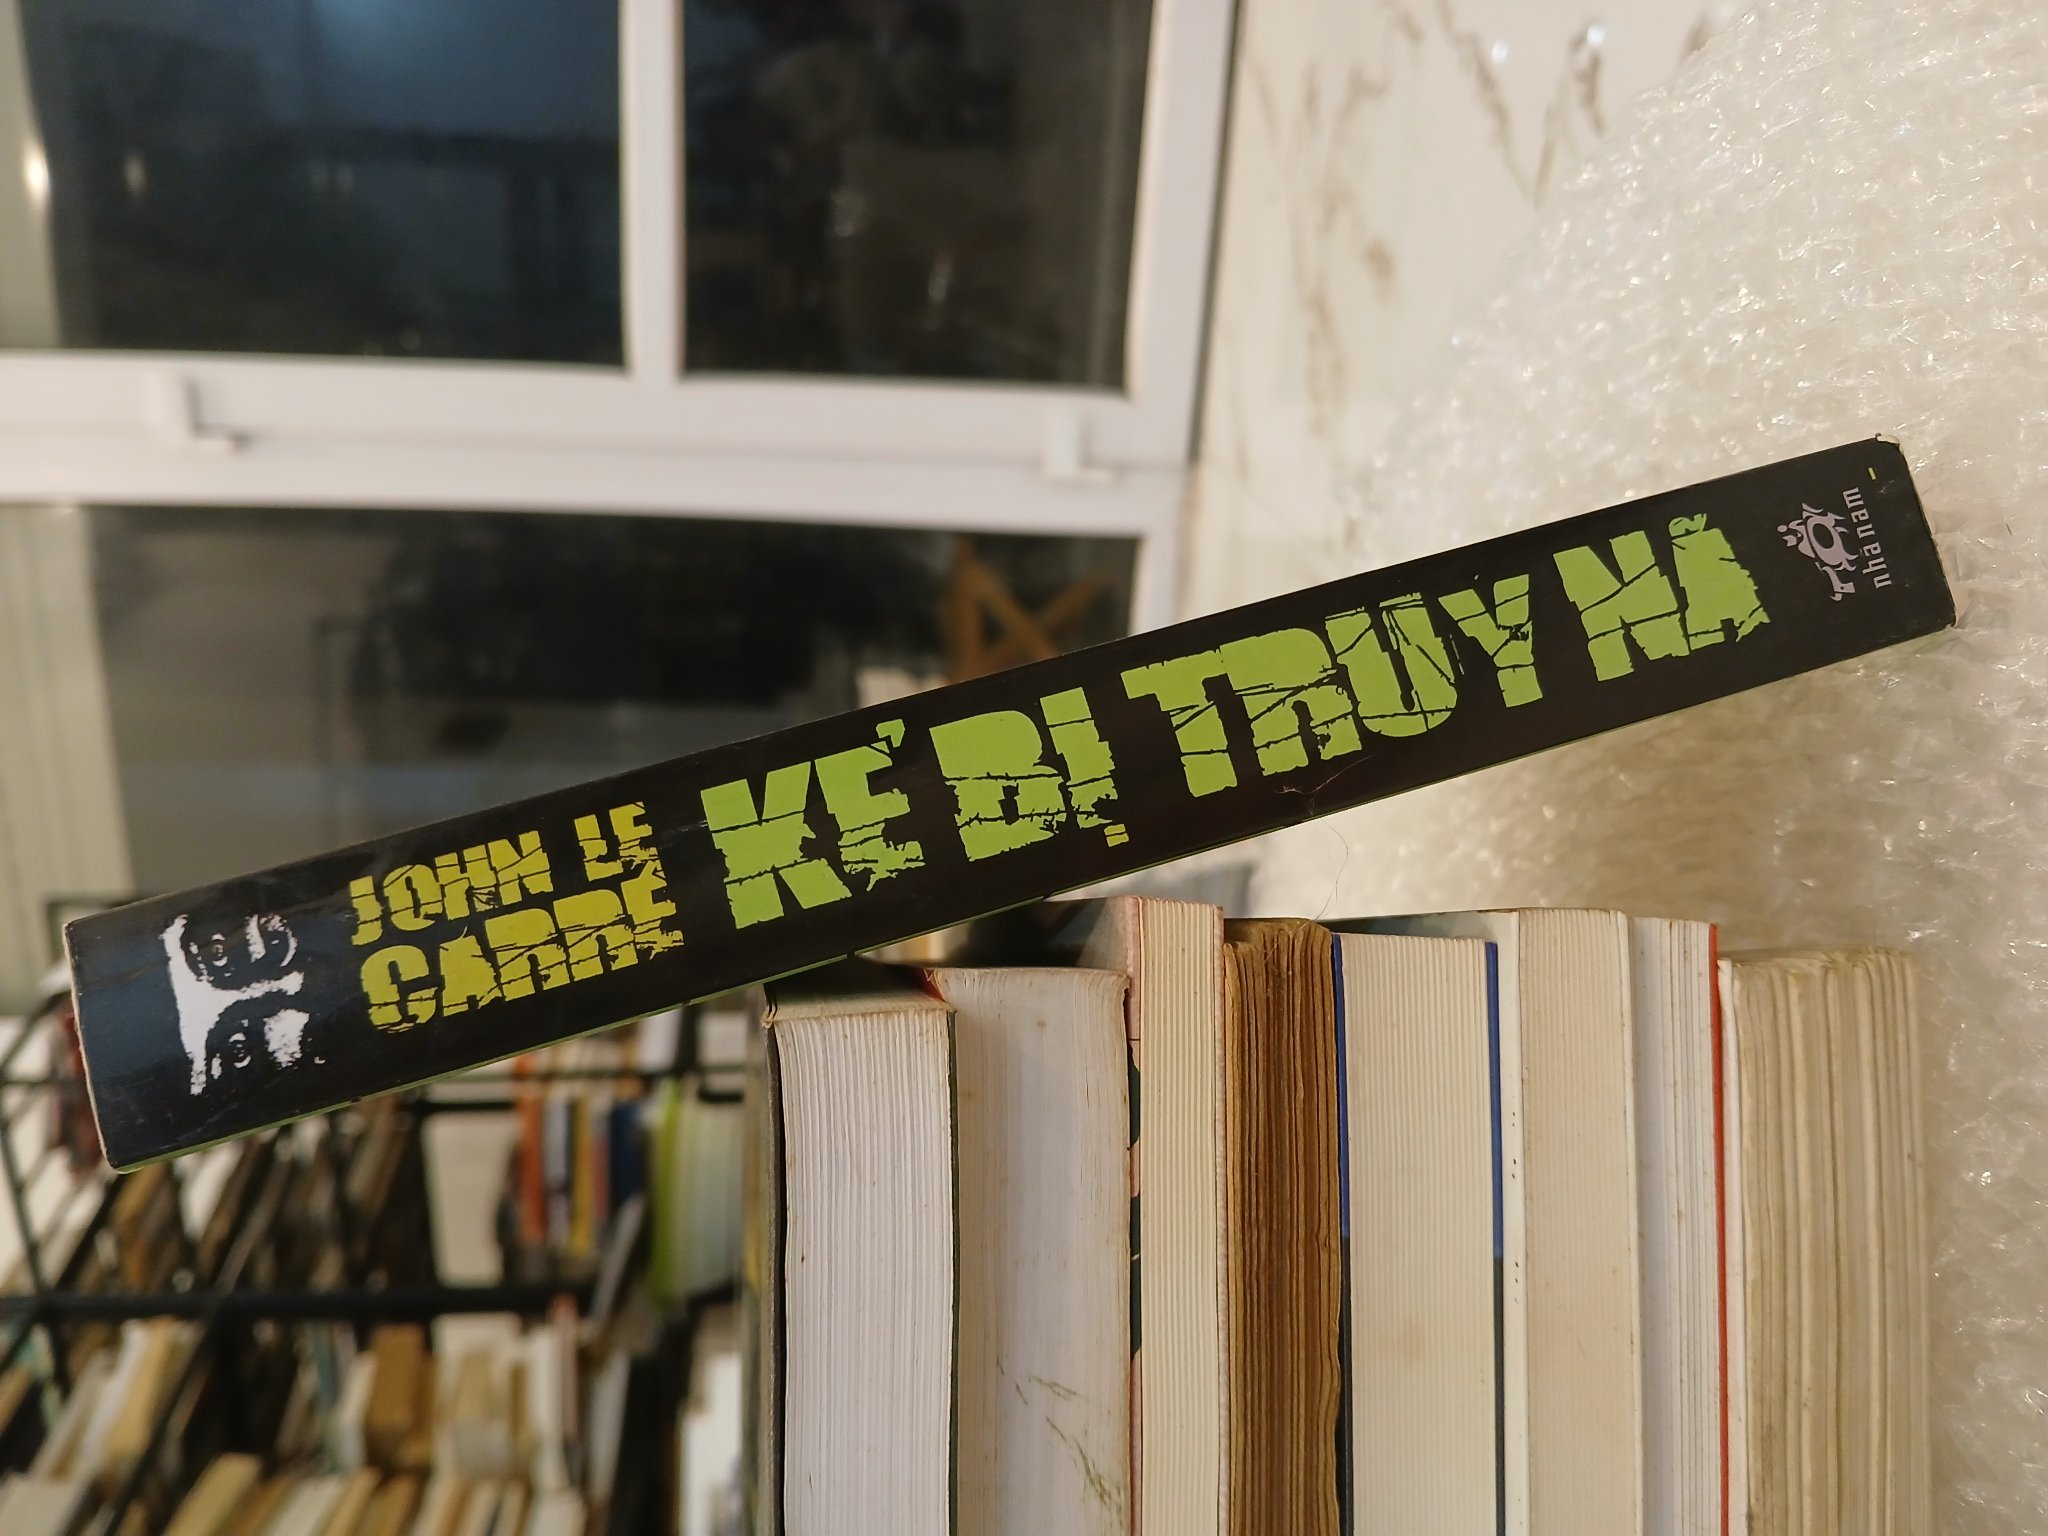 JOHN LE
CARRÉ
KẺ BỊ TRUY NÃ
nhã nam